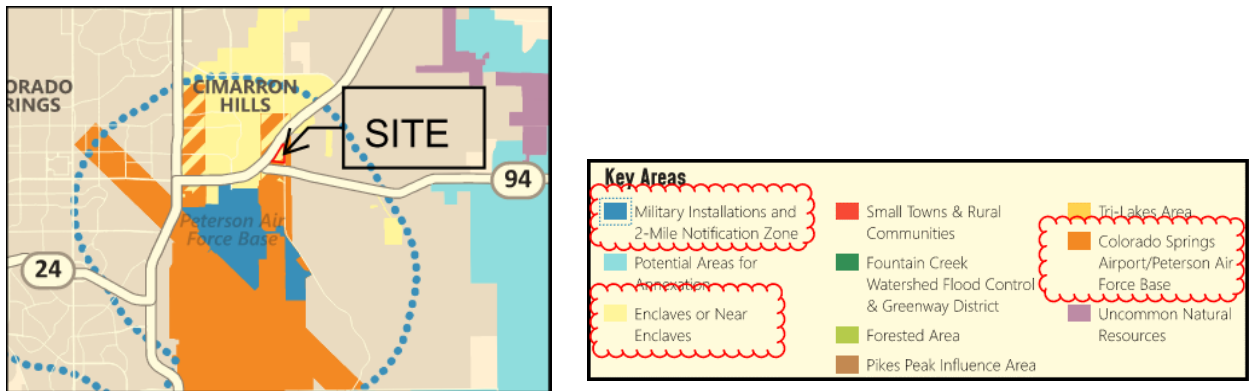 ORADO
RINGS
CIMARRON
HILLS
SITE
94
Peterson Air
Force Base
24
Key Areas
Military Installations and
2-Mile Notification Zone
Potential Areas for
Annexation
Enclaves or Near
Enclaves
Small Towns & Rural
Communities
Fountain Creek
Watershed Flood Control
& Greenway District
Forested Area
Pikes Peak Influence Area
Tri-Lakes Area
Colorado Springs
Airport/Peterson Air
Force Base
Uncommon Natural
Resources